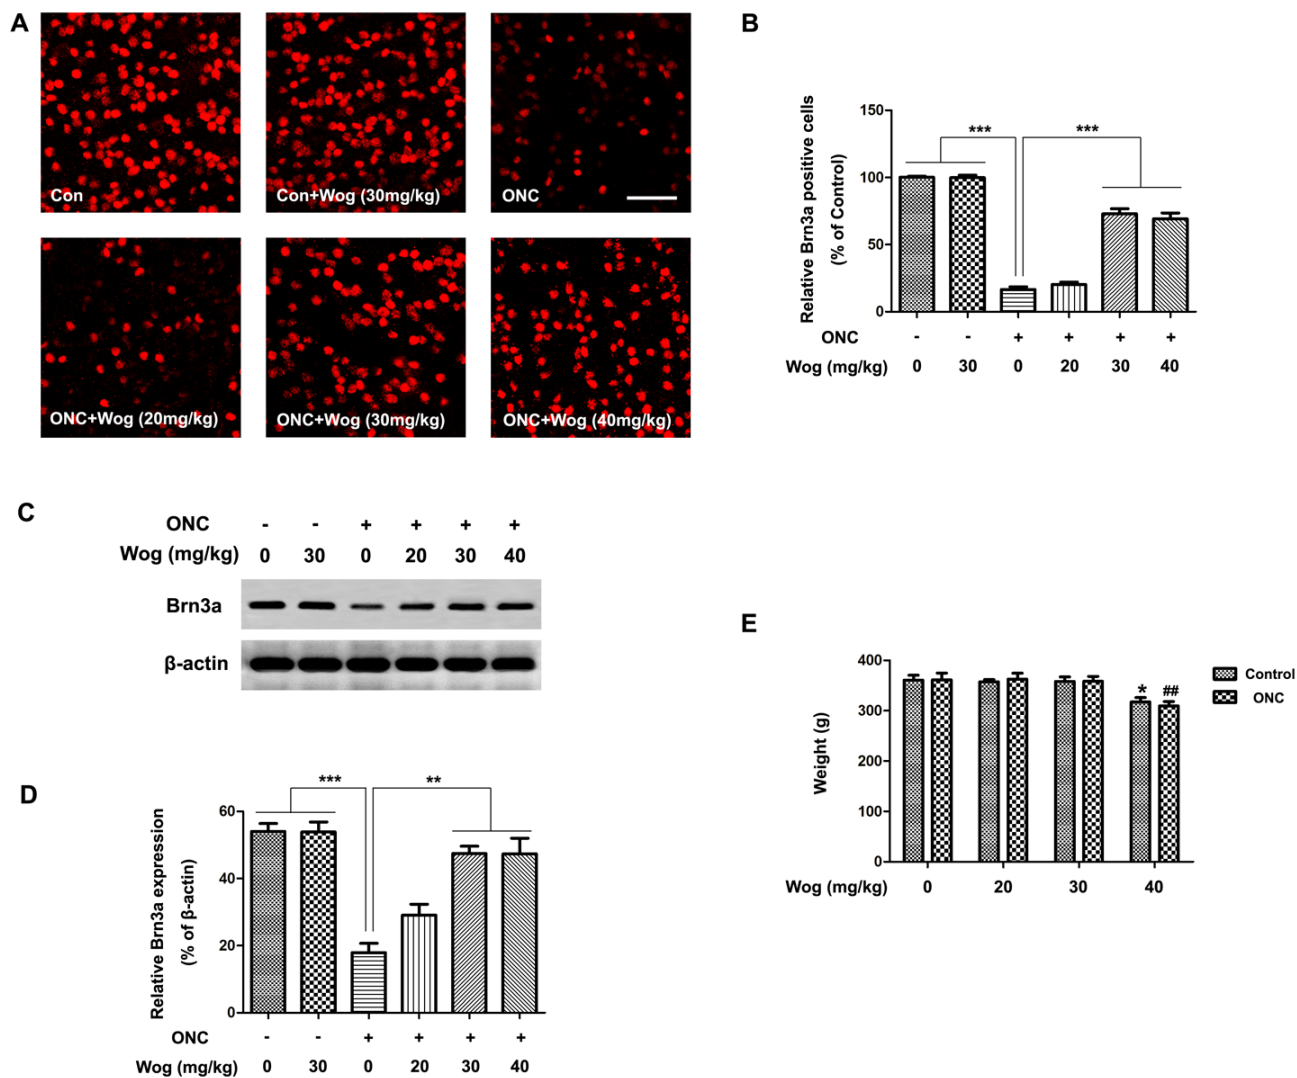 A
Con
Con+Wog (30mg/kg)
ONC
ONC+Wog (20mg/kg)
ONC+Wog (30mg/kg)
ONC+Wog (40mg/kg)
B
Relative Brn3a positive cells
(% of Control)
150
100
50
0
***
***
ONC - - + + + +
Wog (mg/kg) 0 30 0 20 30 40
C
ONC - - + + + +
Wog (mg/kg) 0 30 0 20 30 40
Brn3a
β-actin
D
Relative Brn3a expression
(% of β-actin)
60
40
20
0
***
**
ONC - - + + + +
Wog (mg/kg) 0 30 0 20 30 40
E
Weight (g)
400
300
200
100
0
* ##
Control
ONC
Wog (mg/kg) 0 20 30 40